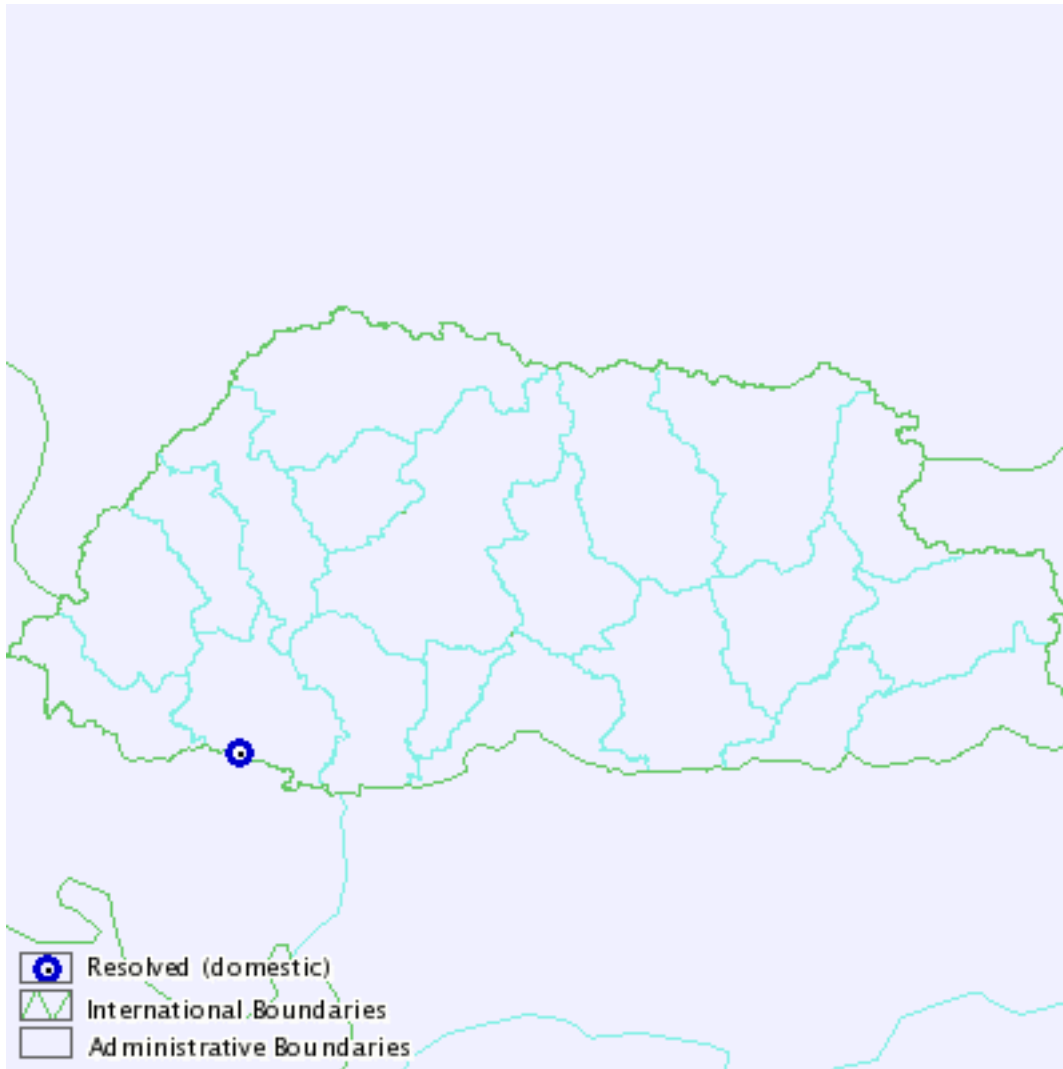 Resolved (domestic)
International Boundaries
Administrative Boundaries